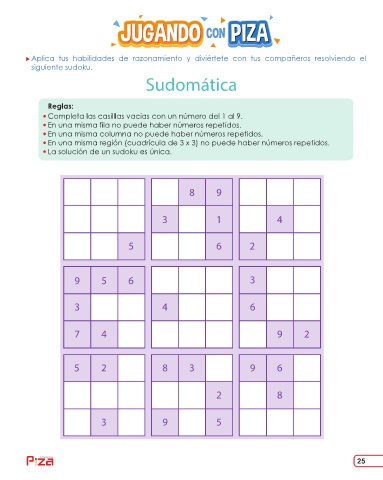 JUGANDO CON PIZA
Aplica tus habilidades de razonamiento y diviértete con tus compañeros resolviendo el
siguiente sudoku.
Sudomática
Reglas:
• Completa las casillas vacías con un número del 1 al 9.
• En una misma fila no puede haber números repetidos.
• En una misma columna no puede haber números repetidos.
• En una misma región (cuadrícula de 3 x 3) no puede haber números repetidos.
• La solución de un sudoku es única.
8 9
3 1 4
5 6 2
9 5 6 3
3 4 6
7 4 9 2
5 2 8 3 9 6
2 8
3 9 5
Piza
25